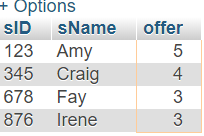 + Options
sID sName offer
123 Amy 5
345 Craig 4
678 Fay 3
876 Irene 3